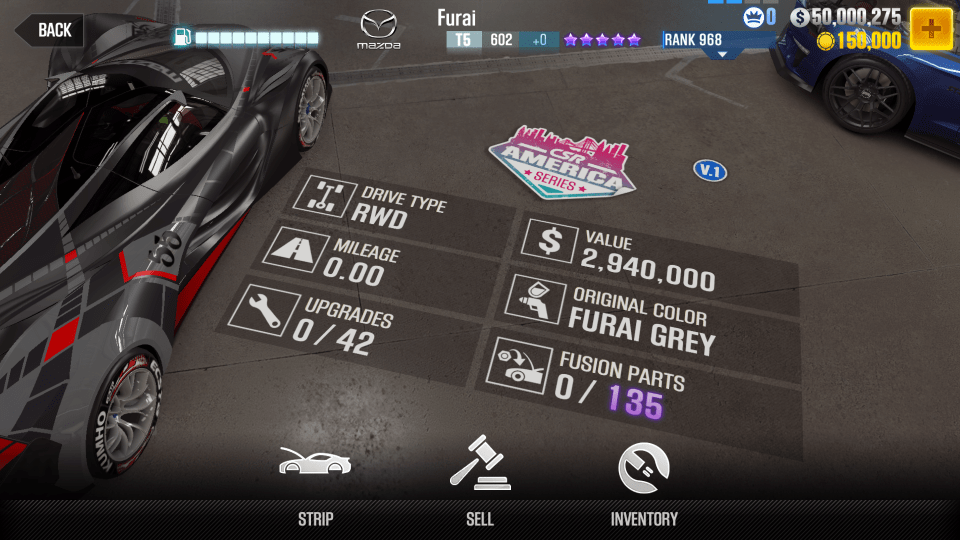 BACK
mazda
Furai
T5 602 +0
RANK 968
0
50,000,275
158,000
CSR
AMERICA
SERIES
V.1
DRIVE TYPE
RWD
MILEAGE
0.00
UPGRADES
0/42
VALUE
2,940,000
ORIGINAL COLOR
FURAI GREY
FUSION PARTS
0/ 135
KUMHO
STRIP
SELL
INVENTORY